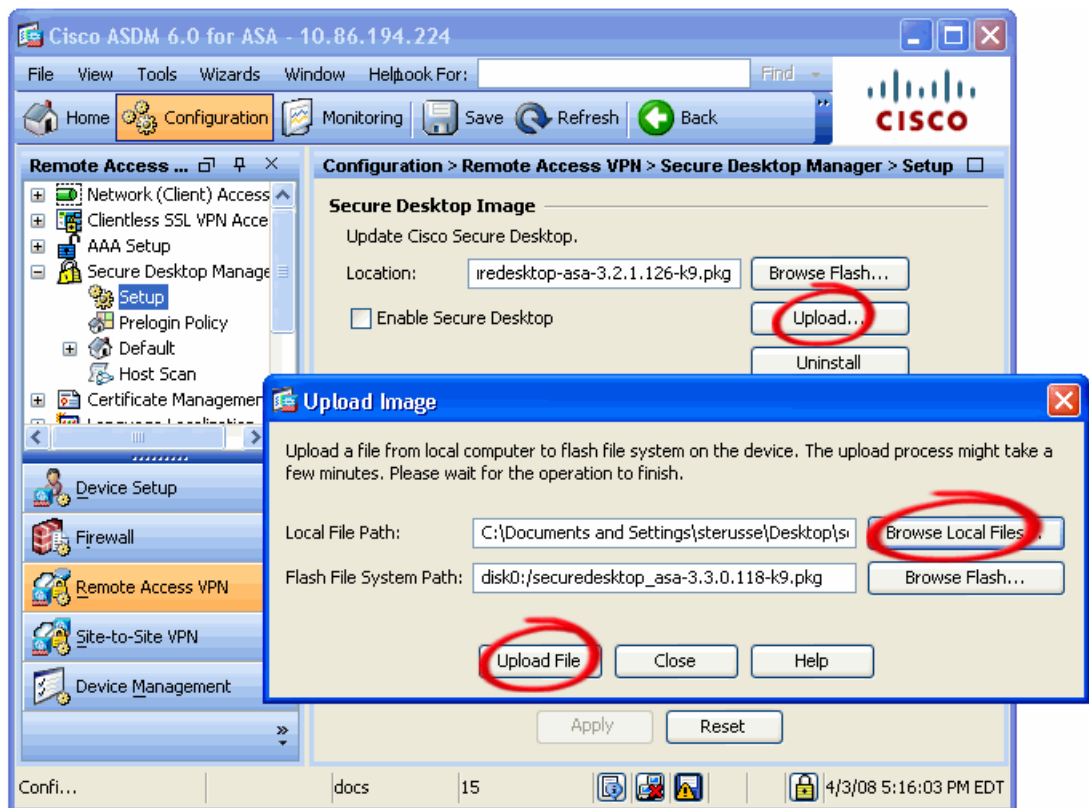 Cisco ASDM 6.0 for ASA - 10.86.194.224
File View Tools Wizards Window Help Look For: Find
Home Configuration Monitoring Save Refresh Back
CISCO
Remote Access ...
Network (Client) Access
Clientless SSL VPN Acce
AAA Setup
Secure Desktop Manage
Setup
Prelogin Policy
Default
Host Scan
Certificate Managemen
Language Localization
Device Setup
Firewall
Remote Access VPN
Site-to-Site VPN
Device Management
Configuration > Remote Access VPN > Secure Desktop Manager > Setup
Secure Desktop Image
Update Cisco Secure Desktop.
Location: redesktop-asa-3.2.1.126-k9.pkg Browse Flash...
Enable Secure Desktop Upload...
Uninstall
Upload Image
Upload a file from local computer to flash file system on the device. The upload process might take a
few minutes. Please wait for the operation to finish.
Local File Path: C:\Documents and Settings\sterusse\Desktop\s Browse Local Files...
Flash File System Path: disk0:/securedesktop_asa-3.3.0.118-k9.pkg Browse Flash...
Upload File Close Help
Apply Reset
Confi... docs 15 4/3/08 5:16:03 PM EDT